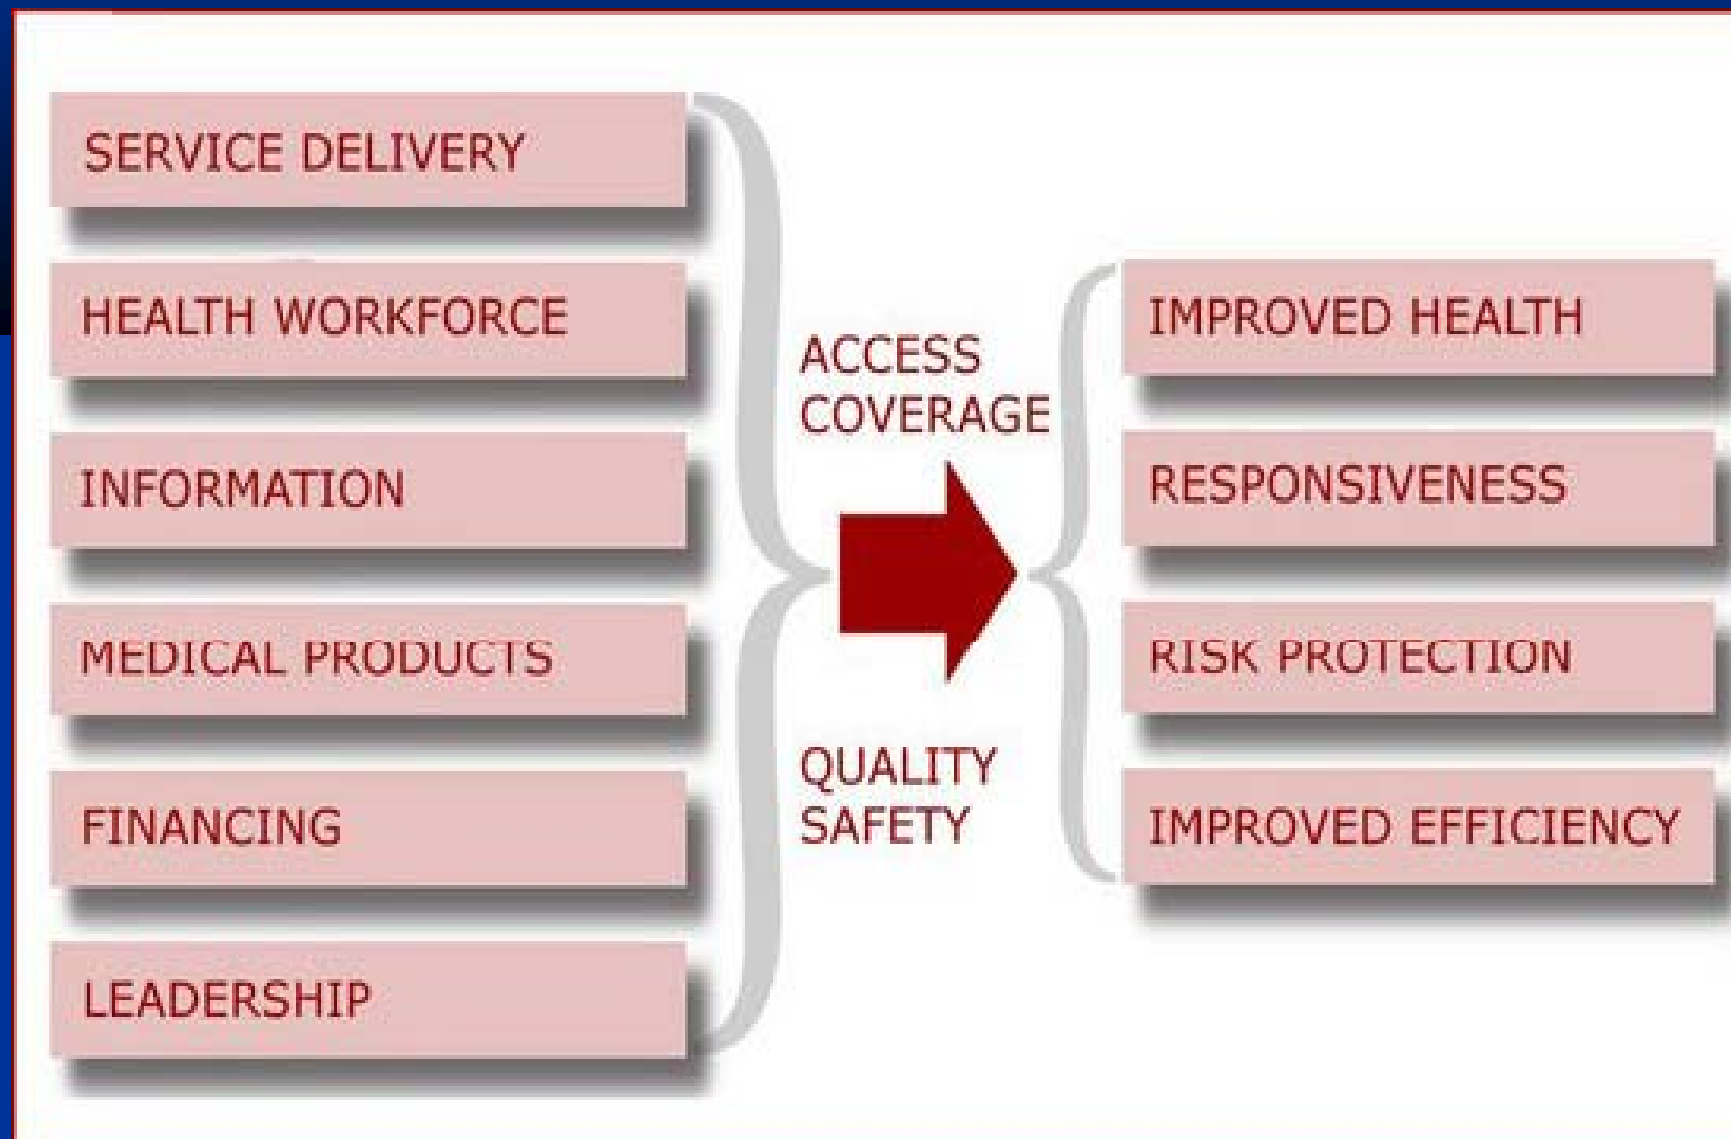 SERVICE DELIVERY
HEALTH WORKFORCE
INFORMATION
MEDICAL PRODUCTS
FINANCING
LEADERSHIP
ACCESS
COVERAGE
QUALITY
SAFETY
IMPROVED HEALTH
RESPONSIVENESS
RISK PROTECTION
IMPROVED EFFICIENCY